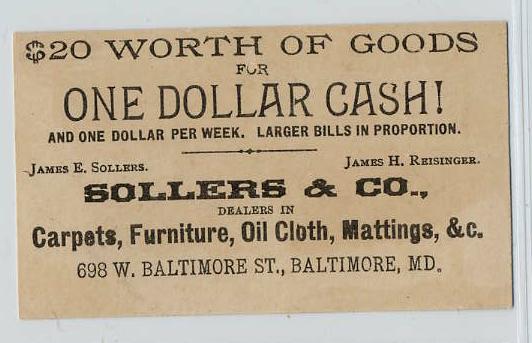 $20 WORTH OF GOODS
FOR
ONE DOLLAR CASH!
AND ONE DOLLAR PER WEEK. LARGER BILLS IN PROPORTION.
JAMES E. SOLLERS. JAMES H. REISINGER.
SOLLERS & CO.,
DEALERS IN
Carpets, Furniture, Oil Cloth, Mattings, &c.
698 W. BALTIMORE ST., BALTIMORE, MD.